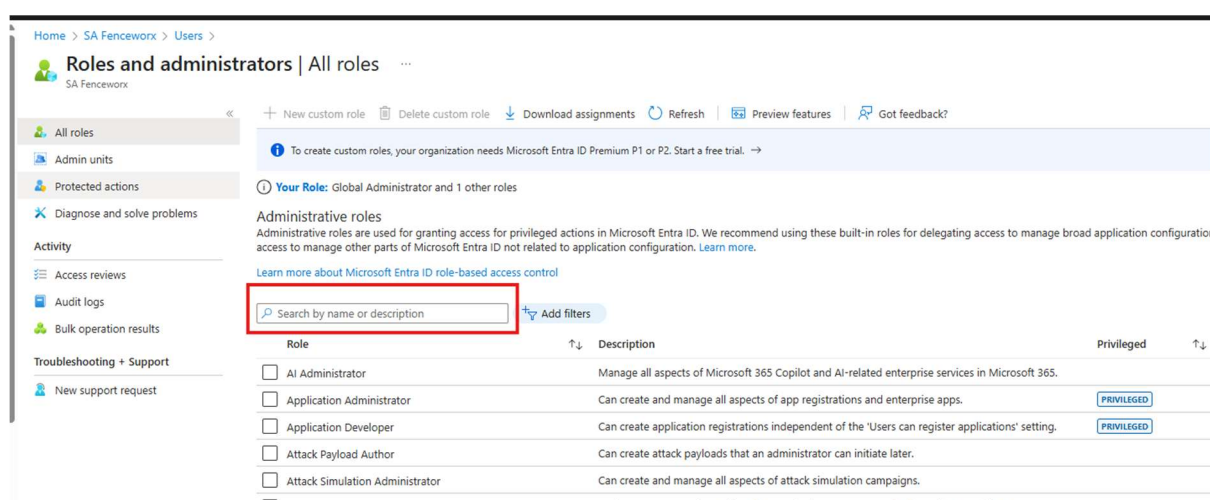 Home > SA Fenceworx > Users >
Roles and administrators | All roles ...
SA Fenceworx
«
All roles
Admin units
Protected actions
Diagnose and solve problems
Activity
Access reviews
Audit logs
Bulk operation results
Troubleshooting + Support
New support request
New custom role Delete custom role Download assignments Refresh Preview features Got feedback?
To create custom roles, your organization needs Microsoft Entra ID Premium P1 or P2. Start a free trial. →
Your Role: Global Administrator and 1 other roles
Administrative roles
Administrative roles are used for granting access for privileged actions in Microsoft Entra ID. We recommend using these built-in roles for delegating access to manage broad application configuratio
access to manage other parts of Microsoft Entra ID not related to application configuration. Learn more.
Learn more about Microsoft Entra ID role-based access control
Search by name or description Add filters
Role ↑↓ Description Privileged ↑↓
AI Administrator Manage all aspects of Microsoft 365 Copilot and AI-related enterprise services in Microsoft 365.
Application Administrator Can create and manage all aspects of app registrations and enterprise apps. PRIVILEGED
Application Developer Can create application registrations independent of the 'Users can register applications' setting. PRIVILEGED
Attack Payload Author Can create attack payloads that an administrator can initiate later.
Attack Simulation Administrator Can create and manage all aspects of attack simulation campaigns.